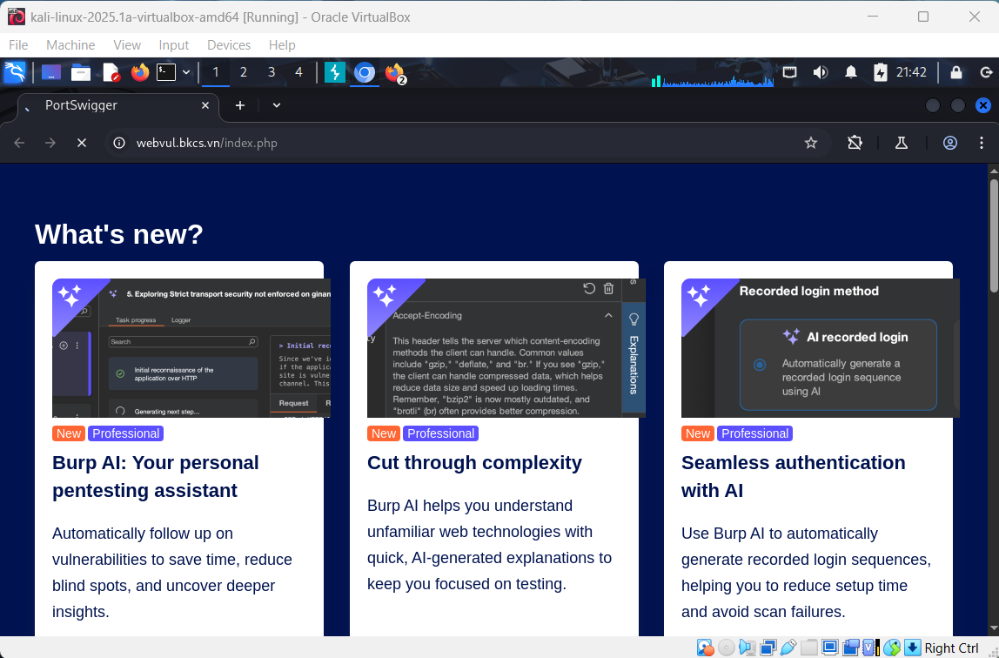 kali-linux-2025.1a-virtualbox-amd64 [Running] - Oracle VirtualBox
File Machine View Input Devices Help
1 2 3 4 2 21:42
PortSwigger
webvul.bkcs.vn/index.php
What's new?
5. Exploring Strict transport security not enforced on ginan
Task progress Logger
Search
Initial reconnaissance of the
application over HTTP
Generating next step...
> Initial reco
Since we've i
if the applica
site is vulne
channel. This
Request R
New Professional
Burp AI: Your personal
pentesting assistant
Automatically follow up on
vulnerabilities to save time, reduce
blind spots, and uncover deeper
insights.
s
Accept-Encoding
ty
This header tells the server which content-encoding
methods the client can handle. Common values
include "gzip," "deflate," and "br." If you see "gzip,"
the client can handle compressed data, which helps
reduce data size and speed up loading times.
Remember, "bzip2" is now mostly outdated, and
"brotli" (br) often provides better compression.
Explanations
New Professional
Cut through complexity
Burp AI helps you understand
unfamiliar web technologies with
quick, AI-generated explanations to
keep you focused on testing.
Recorded login method
AI recorded login
Automatically generate a
recorded login sequence
using AI
New Professional
Seamless authentication
with AI
Use Burp AI to automatically
generate recorded login sequences,
helping you to reduce setup time
and avoid scan failures.
Right Ctrl